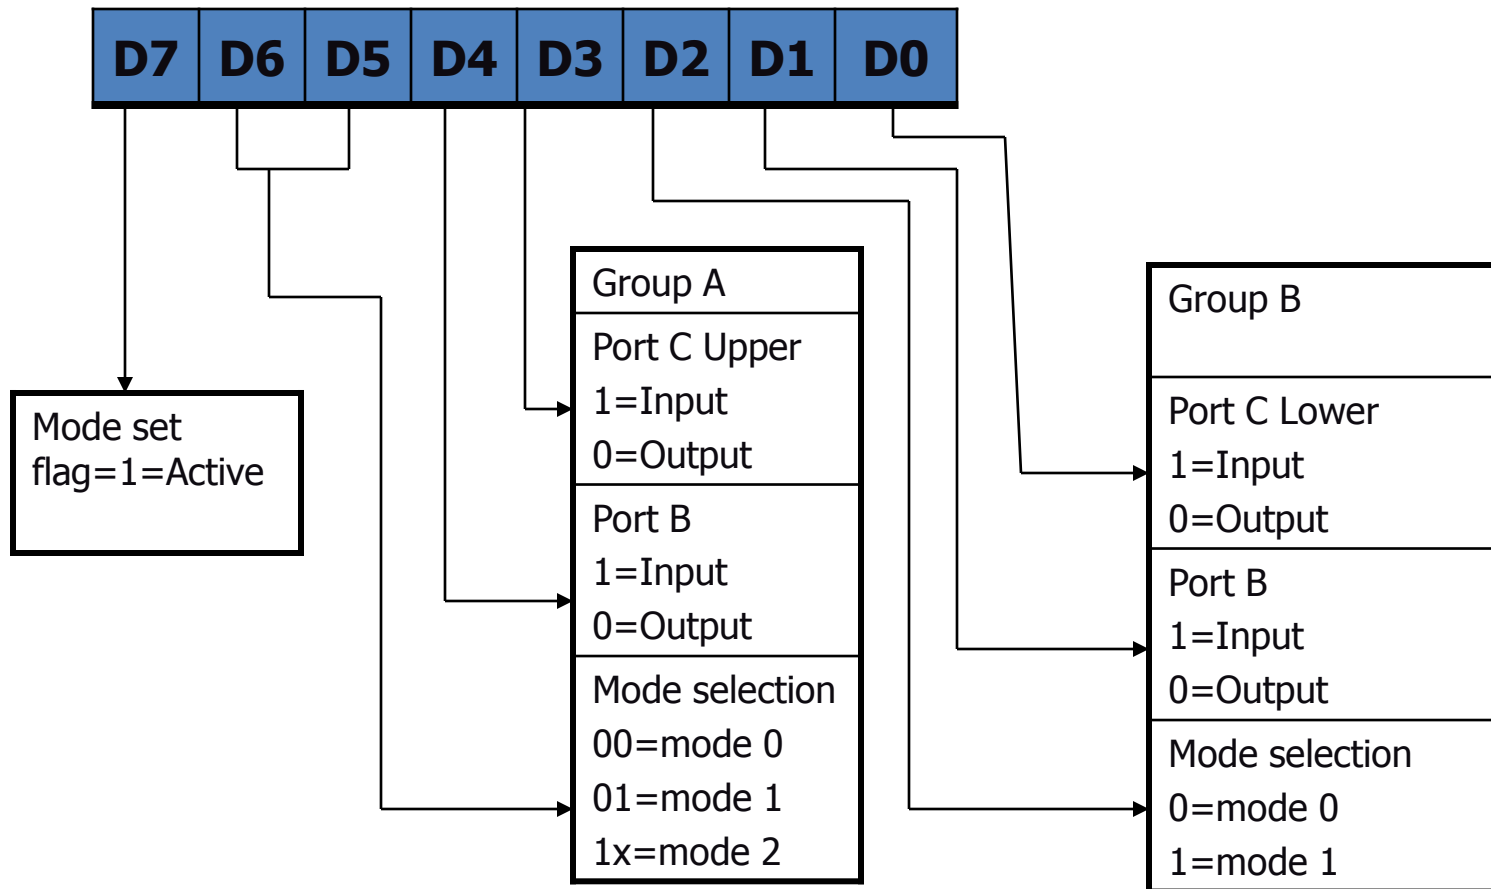 D7 D6 D5 D4 D3 D2 D1 D0
Mode set
flag=1=Active
Group A
Port C Upper
1=Input
0=Output
Port B
1=Input
0=Output
Mode selection
00=mode 0
01=mode 1
1x=mode 2
Group B
Port C Lower
1=Input
0=Output
Port B
1=Input
0=Output
Mode selection
0=mode 0
1=mode 1